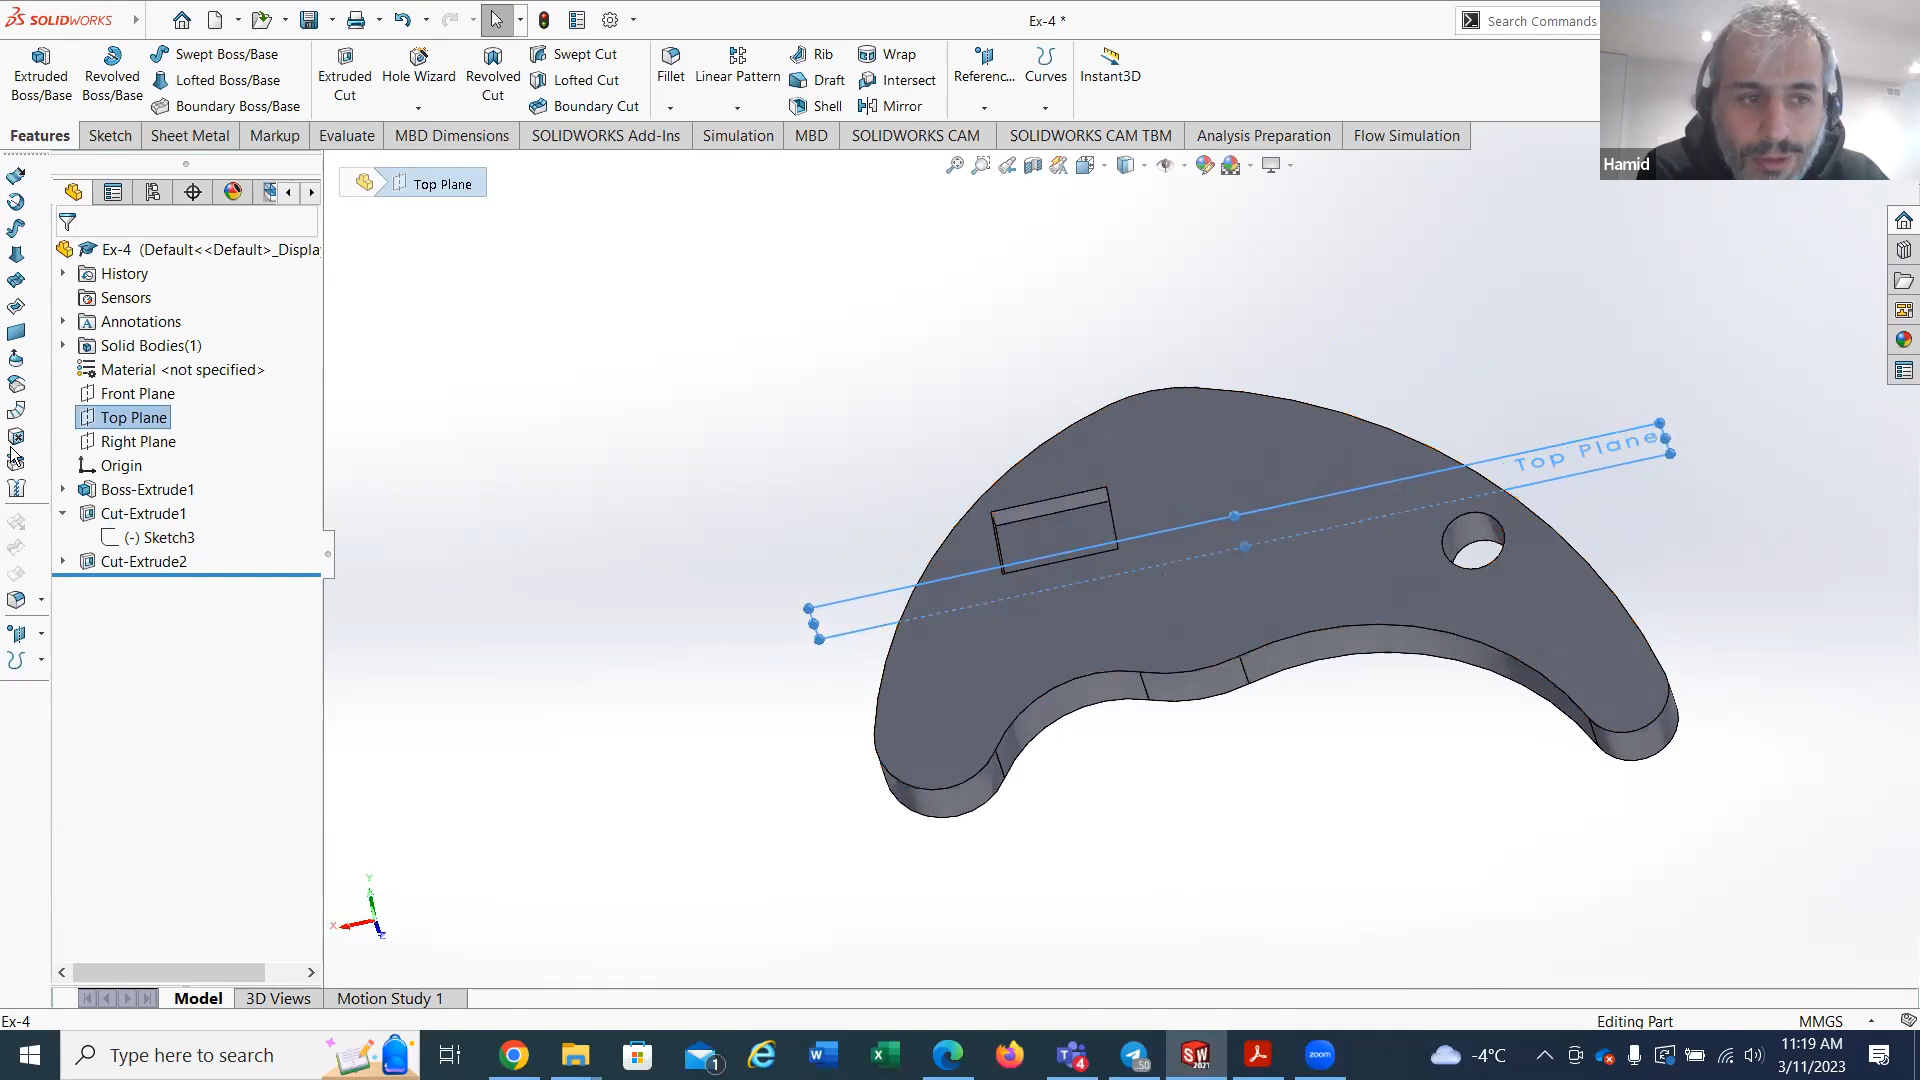 SOLIDWORKS
Ex-4 *
Search Commands
Extruded Boss/Base
Revolved Boss/Base
Swept Boss/Base
Lofted Boss/Base
Boundary Boss/Base
Extruded Cut
Hole Wizard
Revolved Cut
Swept Cut
Lofted Cut
Boundary Cut
Fillet
Linear Pattern
Rib
Draft
Shell
Wrap
Intersect
Mirror
Referenc...
Curves
Instant3D
Features
Sketch
Sheet Metal
Markup
Evaluate
MBD Dimensions
SOLIDWORKS Add-Ins
Simulation
MBD
SOLIDWORKS CAM
SOLIDWORKS CAM TBM
Analysis Preparation
Flow Simulation
Hamid
Top Plane
Ex-4 (Default<<Default>_Displa
History
Sensors
Annotations
Solid Bodies(1)
Material <not specified>
Front Plane
Top Plane
Right Plane
Origin
Boss-Extrude1
Cut-Extrude1
(-) Sketch3
Cut-Extrude2
Top Plane
Y
X
Z
Model
3D Views
Motion Study 1
Ex-4
Editing Part
MMGS
Type here to search
1
SW
2021
4
50
zoom
-4°C
11:19 AM
3/11/2023